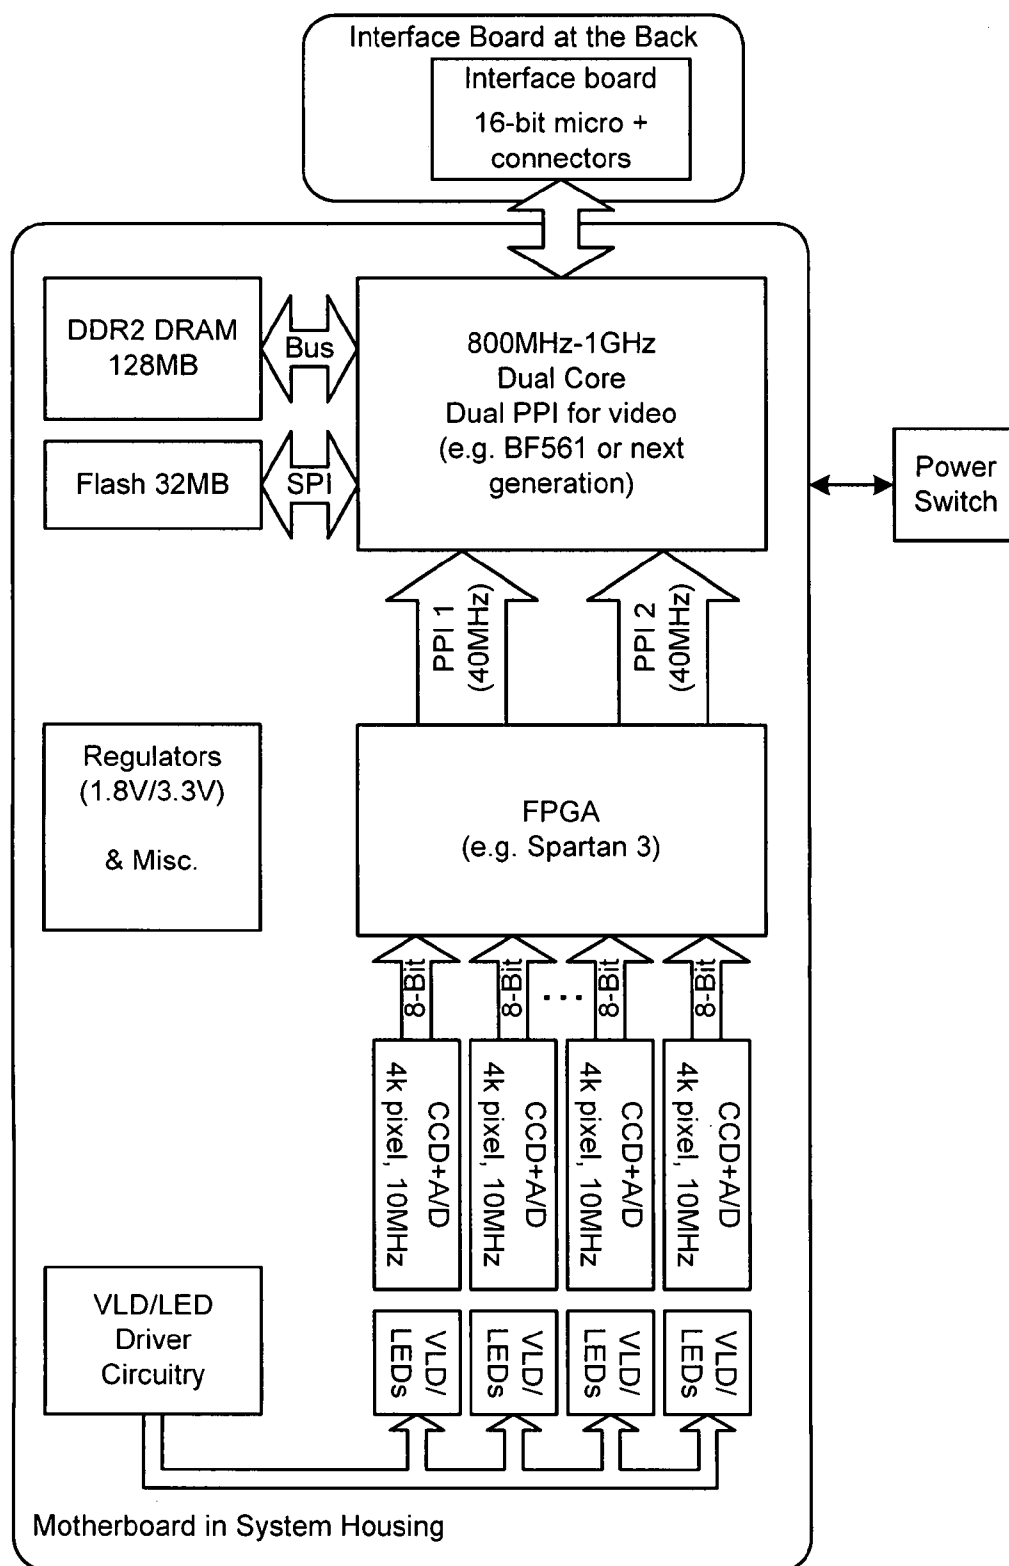 Interface Board at the Back
Interface board
16-bit micro +
connectors
DDR2 DRAM
128MB
Bus
800MHz-1GHz
Dual Core
Dual PPI for video
(e.g. BF561 or next
generation)
Flash 32MB
SPI
Power
Switch
PPI 1
(40MHz)
PPI 2
(40MHz)
Regulators
(1.8V/3.3V)
& Misc.
FPGA
(e.g. Spartan 3)
8-Bit
8-Bit
...
8-Bit
8-Bit
CCD+A/D
4k pixel, 10MHz
CCD+A/D
4k pixel, 10MHz
CCD+A/D
4k pixel, 10MHz
CCD+A/D
4k pixel, 10MHz
VLD/LED
Driver
Circuitry
VLD/
LEDs
VLD/
LEDs
VLD/
LEDs
VLD/
LEDs
Motherboard in System Housing